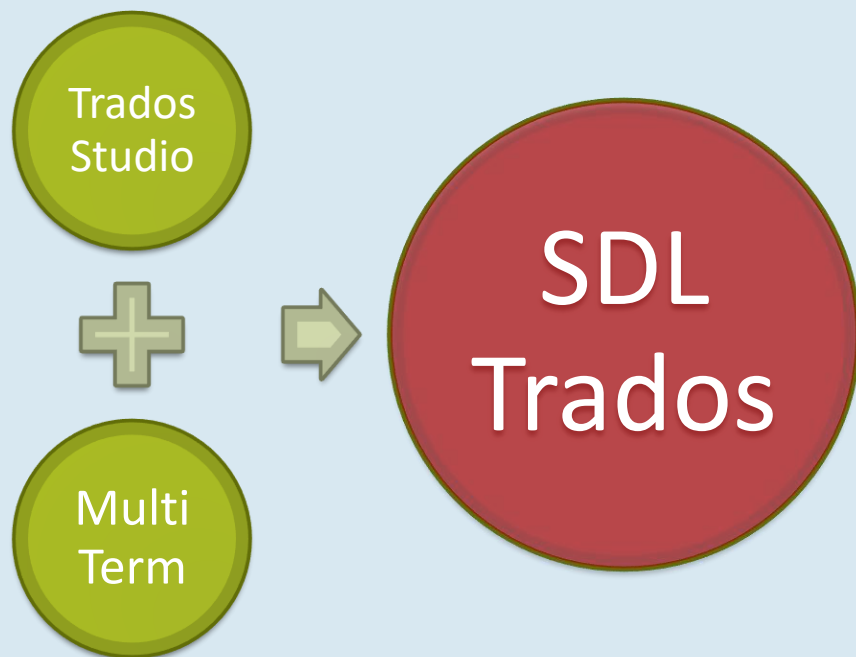 Trados
Studio
Multi
Term
SDL
Trados